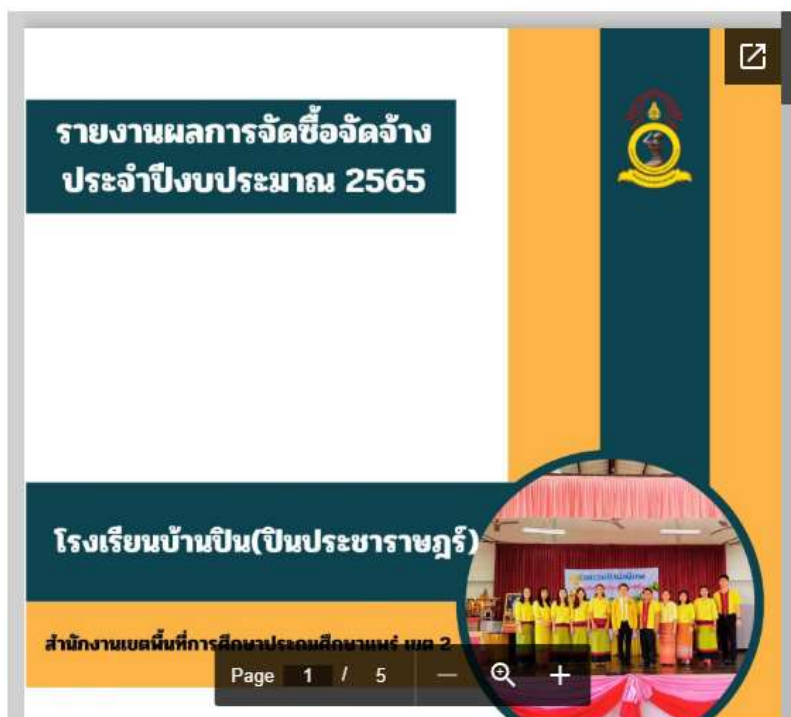 รายงานผลการจัดซื้อจัดจ้าง
ประจำปีงบประมาณ 2565
โรงเรียนบ้านปิน(ปินประชาราษฎร์)
สำนักงานเขตพื้นที่การศึกษาประถมศึกษาแพร่ เขต 2
Page 1 / 5